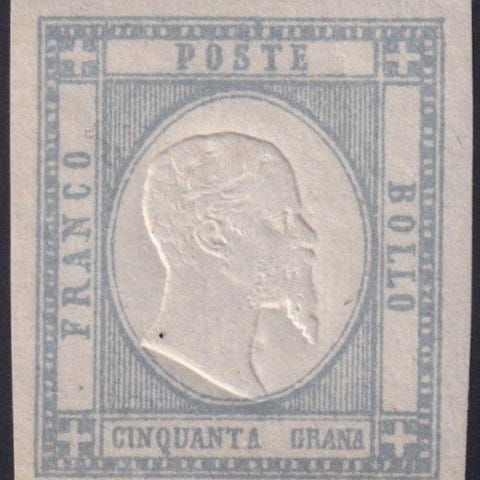 POSTE
FRANCO
BOLLO
CINQUANTA GRANA